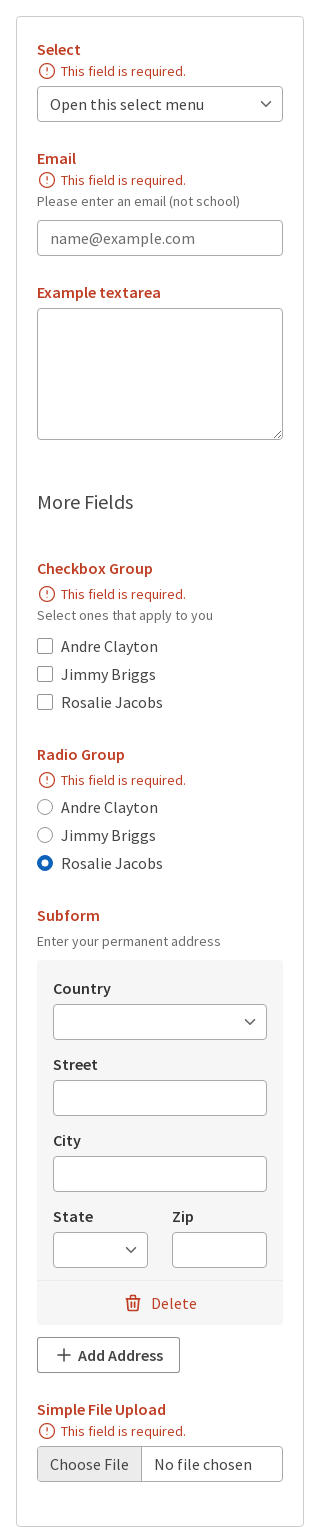 Select
This field is required.
Open this select menu
Email
This field is required.
Please enter an email (not school)
name@example.com
Example textarea
More Fields
Checkbox Group
This field is required.
Select ones that apply to you
Andre Clayton
Jimmy Briggs
Rosalie Jacobs
Radio Group
This field is required.
Andre Clayton
Jimmy Briggs
Rosalie Jacobs
Subform
Enter your permanent address
Country
Street
City
State Zip
Delete
Add Address
Simple File Upload
This field is required.
Choose File No file chosen